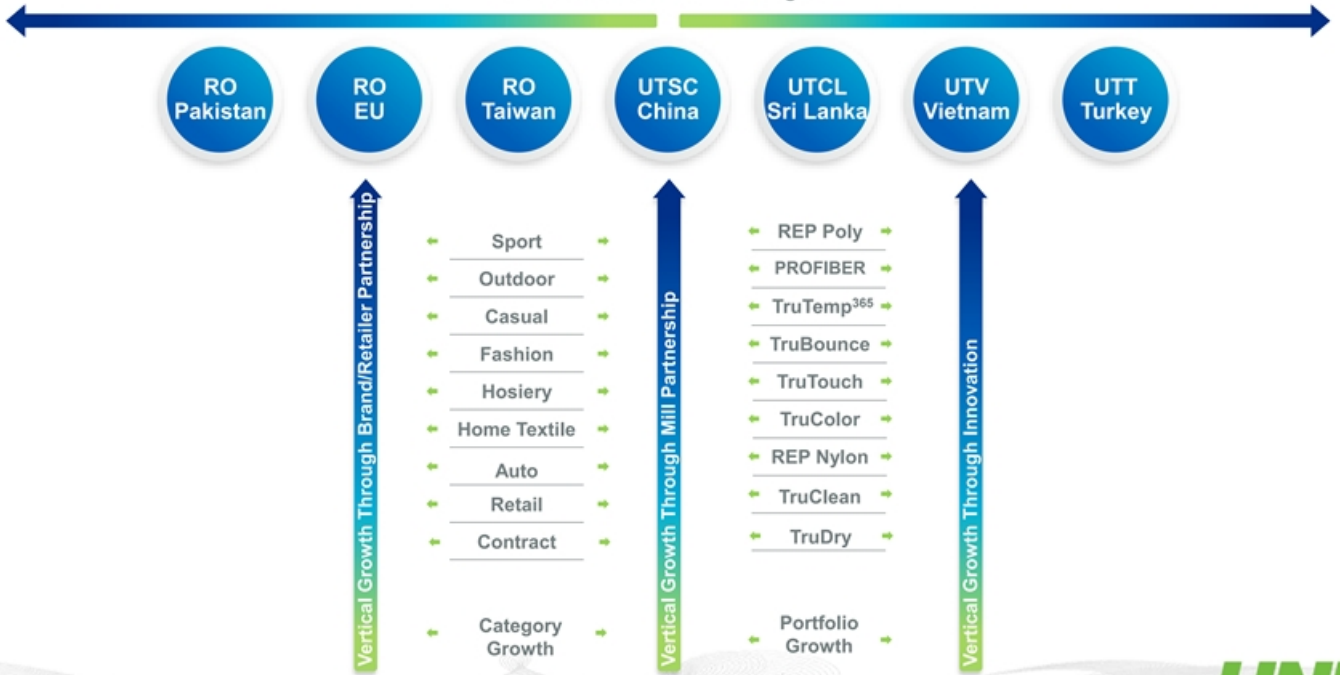 RO
Pakistan
RO
EU
RO
Taiwan
UTSC
China
UTCL
Sri Lanka
UTV
Vietnam
UTT
Turkey
Vertical Growth Through Brand/Retailer Partnership
Sport
Outdoor
Casual
Fashion
Hosiery
Home Textile
Auto
Retail
Contract
Category
Growth
Vertical Growth Through Mill Partnership
REP Poly
PROFIBER
TruTemp³⁶⁵
TruBounce
TruTouch
TruColor
REP Nylon
TruClean
TruDry
Portfolio
Growth
Vertical Growth Through Innovation